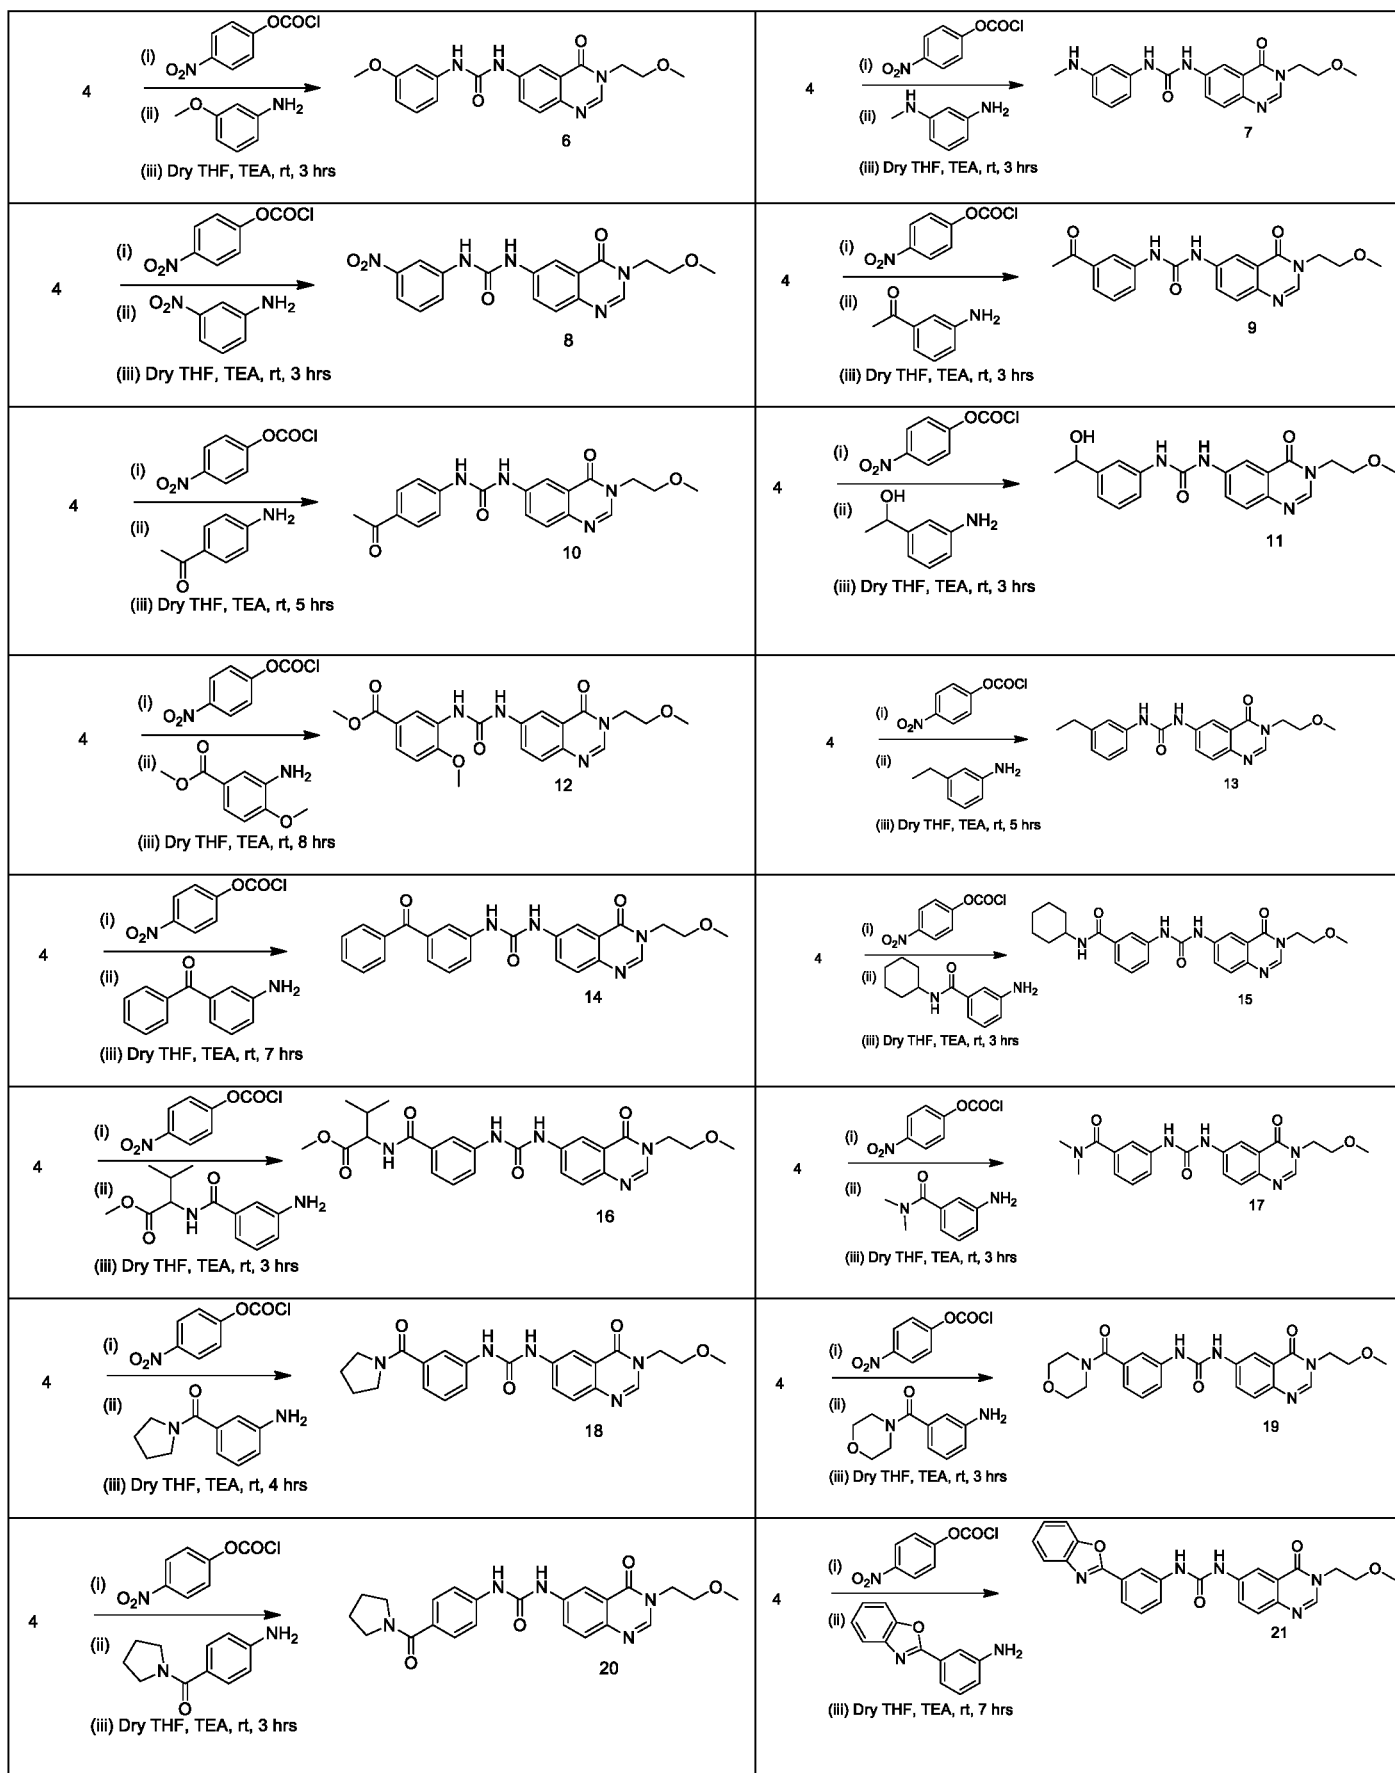 OCOCl
(i)
O₂N
4
(ii)
O
NH₂
(iii) Dry THF, TEA, rt, 3 hrs
H H O
O N N N O
O N
6
OCOCl
(i)
O₂N
4
(ii)
H
N
NH₂
(iii) Dry THF, TEA, rt, 3 hrs
H H H O
N N N N O
O N
7
OCOCl
(i)
O₂N
4
(ii)
O₂N
NH₂
(iii) Dry THF, TEA, rt, 3 hrs
H H O
O₂N N N N O
O N
8
OCOCl
(i)
O₂N
4
(ii)
O
NH₂
(iii) Dry THF, TEA, rt, 3 hrs
O H H O
N N N O
O N
9
OCOCl
(i)
O₂N
4
(ii)
NH₂
O
(iii) Dry THF, TEA, rt, 5 hrs
H H O
N N N O
O O N
10
OCOCl
(i)
O₂N
4
(ii)
OH
NH₂
(iii) Dry THF, TEA, rt, 3 hrs
OH H H O
N N N O
O N
11
OCOCl
(i)
O₂N
4
(ii)
O
NH₂
O
O
(iii) Dry THF, TEA, rt, 8 hrs
O H H O
O N N N O
O O N
12
OCOCl
(i)
O₂N
4
(ii)
NH₂
(iii) Dry THF, TEA, rt, 5 hrs
H H O
N N N O
O N
13
OCOCl
(i)
O₂N
4
(ii)
O
NH₂
(iii) Dry THF, TEA, rt, 7 hrs
O H H O
N N N O
O N
14
OCOCl
(i)
O₂N
4
(ii)
O
N
H
NH₂
(iii) Dry THF, TEA, rt, 3 hrs
O H H O
N N N N O
H O N
15
OCOCl
(i)
O₂N
4
(ii)
O
O
O
N
H
NH₂
(iii) Dry THF, TEA, rt, 3 hrs
O H H O
O N N N N O
O H O N
16
OCOCl
(i)
O₂N
4
(ii)
O
N
NH₂
(iii) Dry THF, TEA, rt, 3 hrs
O H H O
N N N N O
O N
17
OCOCl
(i)
O₂N
4
(ii)
O
N
NH₂
(iii) Dry THF, TEA, rt, 4 hrs
O H H O
N N N N O
O N
18
OCOCl
(i)
O₂N
4
(ii)
O
N
O
NH₂
(iii) Dry THF, TEA, rt, 3 hrs
O H H O
N N N N O
O O N
19
OCOCl
(i)
O₂N
4
(ii)
NH₂
N
O
(iii) Dry THF, TEA, rt, 3 hrs
H H O
N N N N O
O O N
20
OCOCl
(i)
O₂N
4
(ii)
O
N
NH₂
(iii) Dry THF, TEA, rt, 7 hrs
O H H O
N N N N O
O N
21